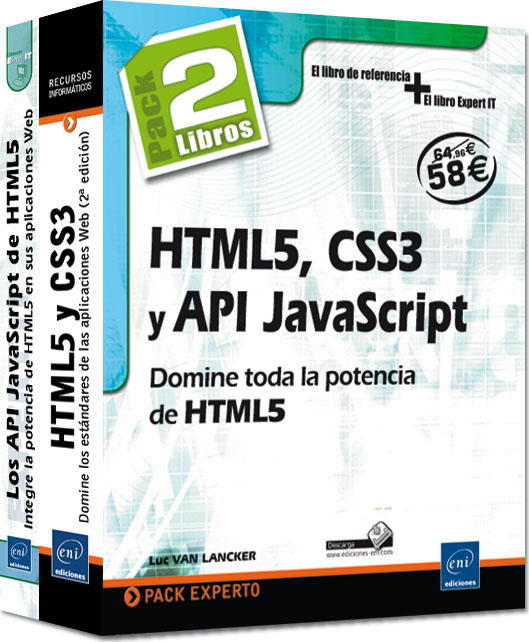 Expert IT
Los API JavaScript de HTML5
Integre la potencia de HTML5 en sus aplicaciones Web
eni
ediciones
RECURSOS
INFORMÁTICOS
HTML5 y CSS3
Domine los estándares de las aplicaciones Web (2ª edición)
eni
ediciones
Pack
2
Libros
El libro de referencia
+ El libro Expert IT
64,96€
58€
HTML5, CSS3
y API JavaScript
Domine toda la potencia
de HTML5
Luc VAN LANCKER
Descarga
www.ediciones-eni.com
eni
ediciones
PACK EXPERTO